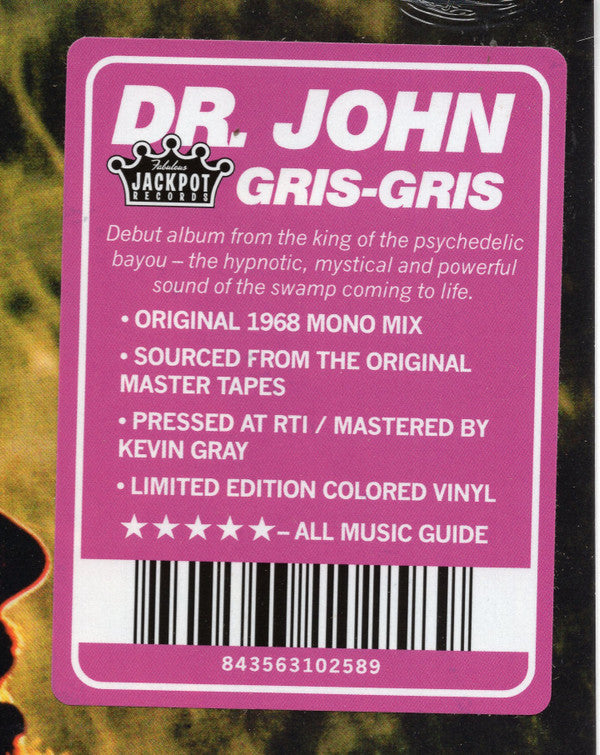 DR. JOHN
Fabulous
JACKPOT
RECORDS
GRIS-GRIS
Debut album from the king of the psychedelic
bayou – the hypnotic, mystical and powerful
sound of the swamp coming to life.
• ORIGINAL 1968 MONO MIX
• SOURCED FROM THE ORIGINAL
MASTER TAPES
• PRESSED AT RTI / MASTERED BY
KEVIN GRAY
• LIMITED EDITION COLORED VINYL
★★★★★– ALL MUSIC GUIDE
843563102589